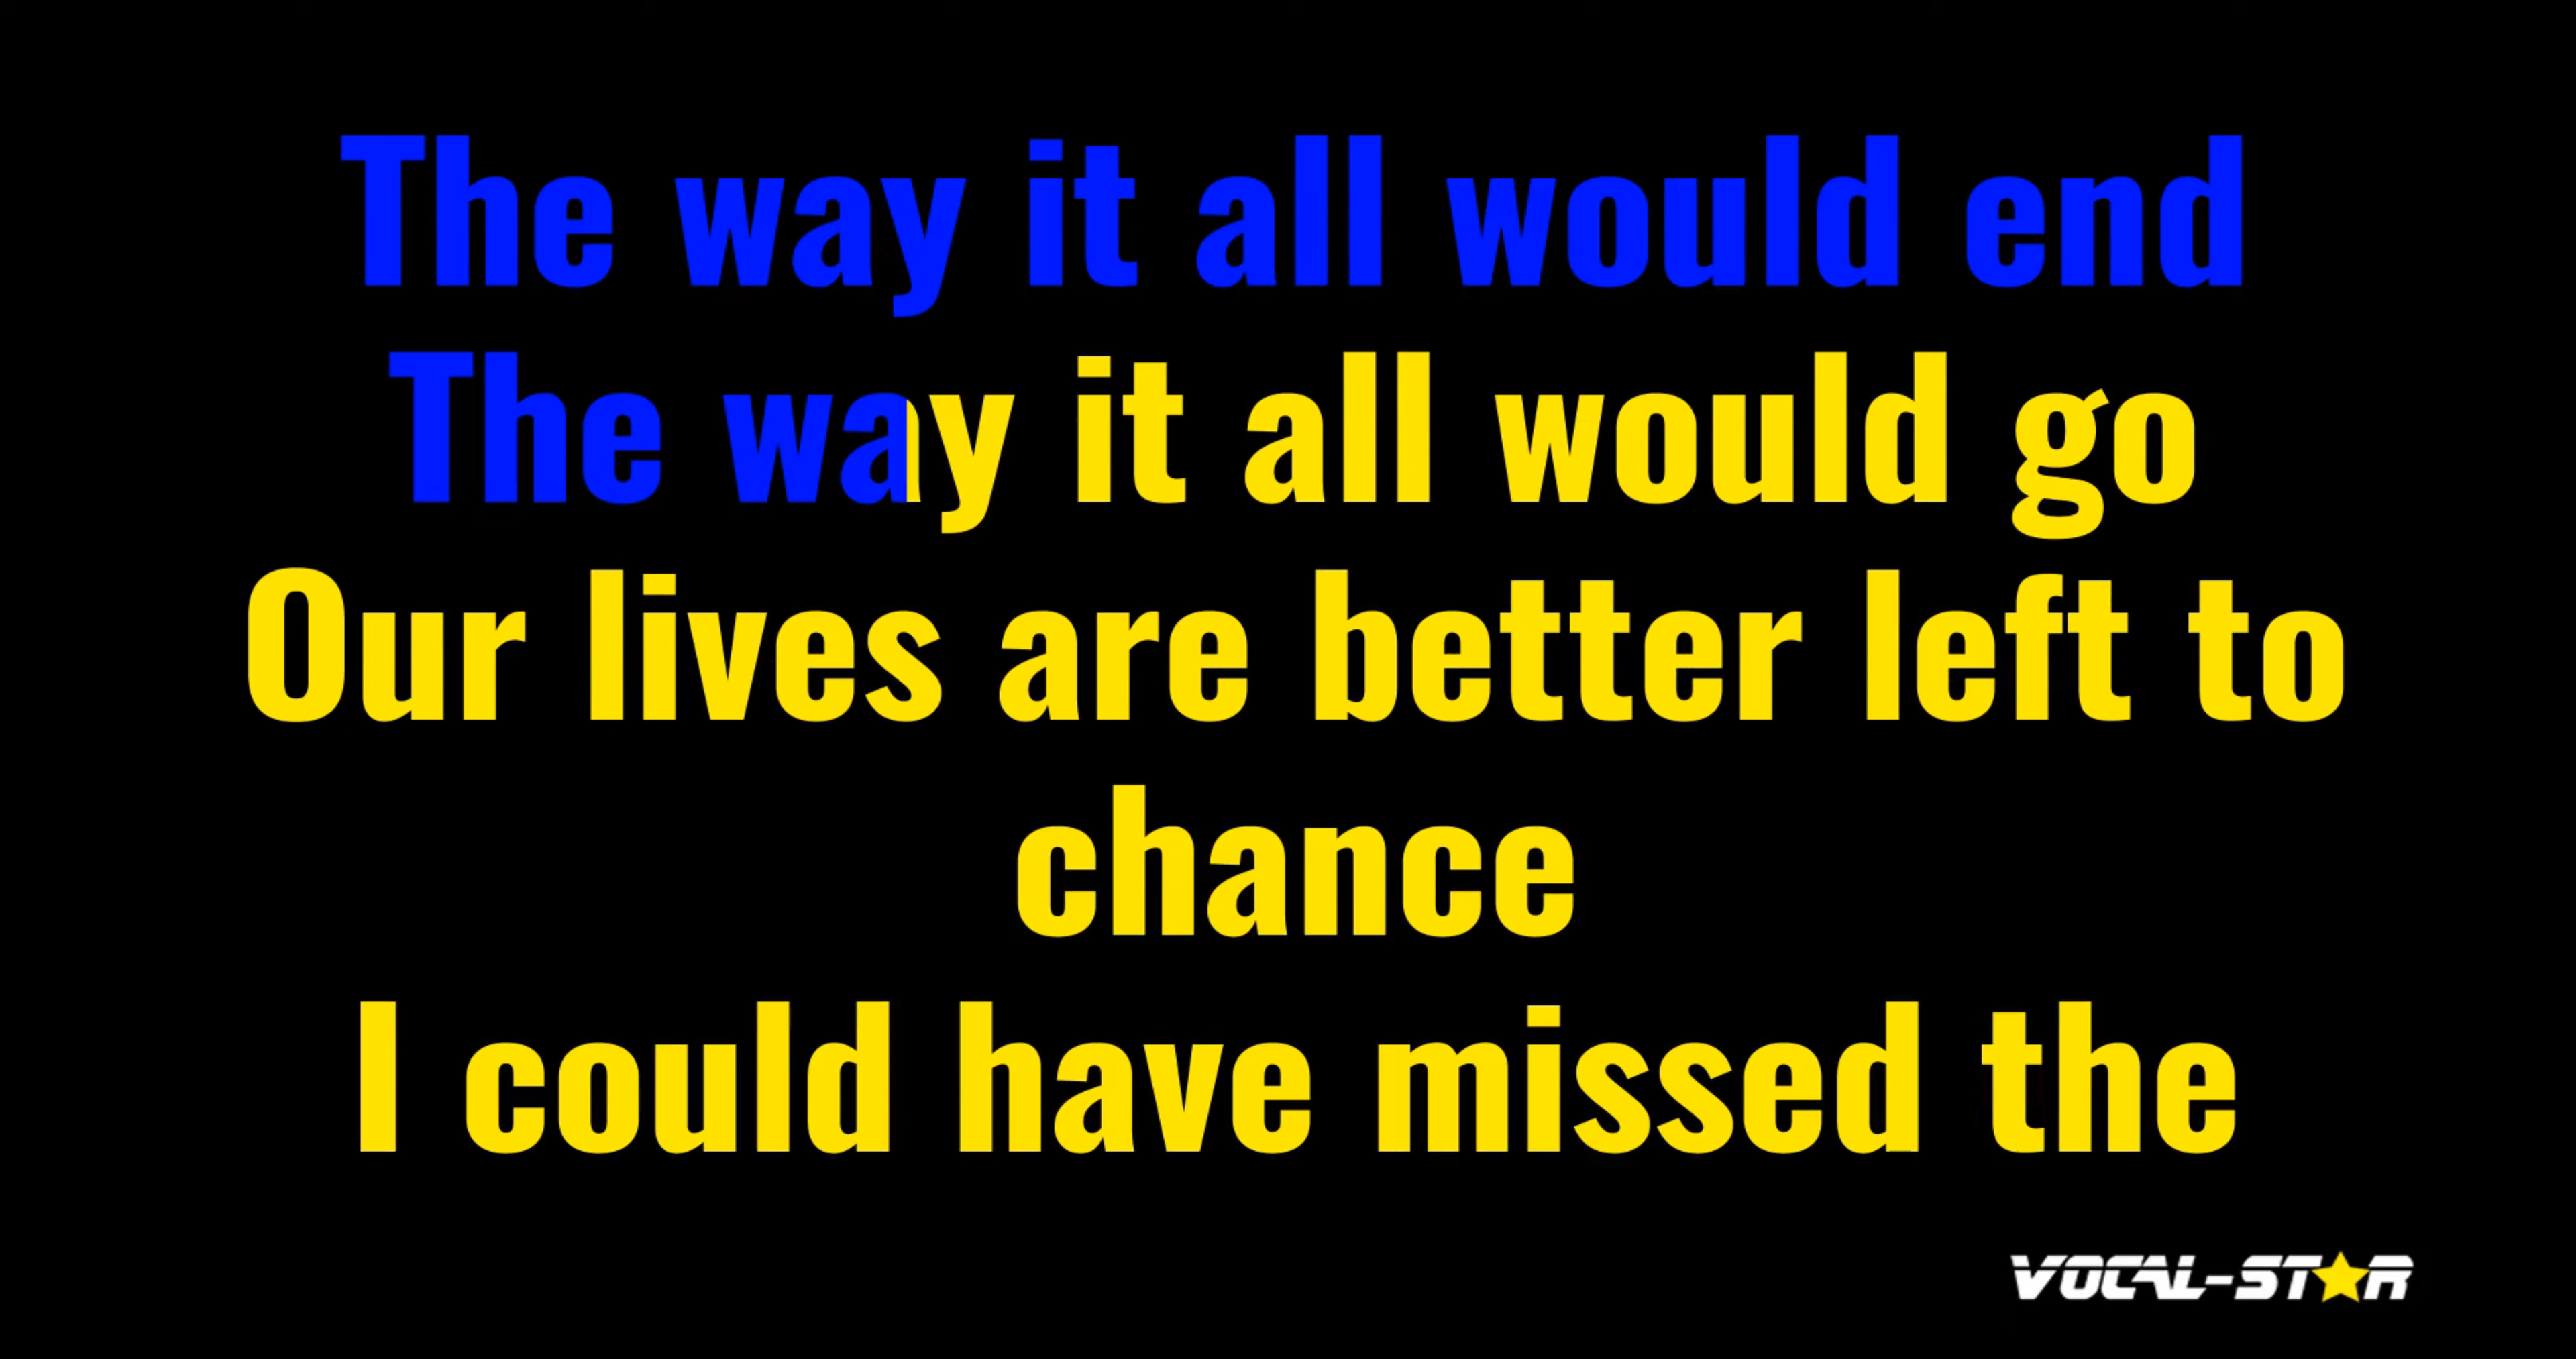 The way it all would end
The way it all would go
Our lives are better left to
chance
I could have missed the
VOCAL-STAR